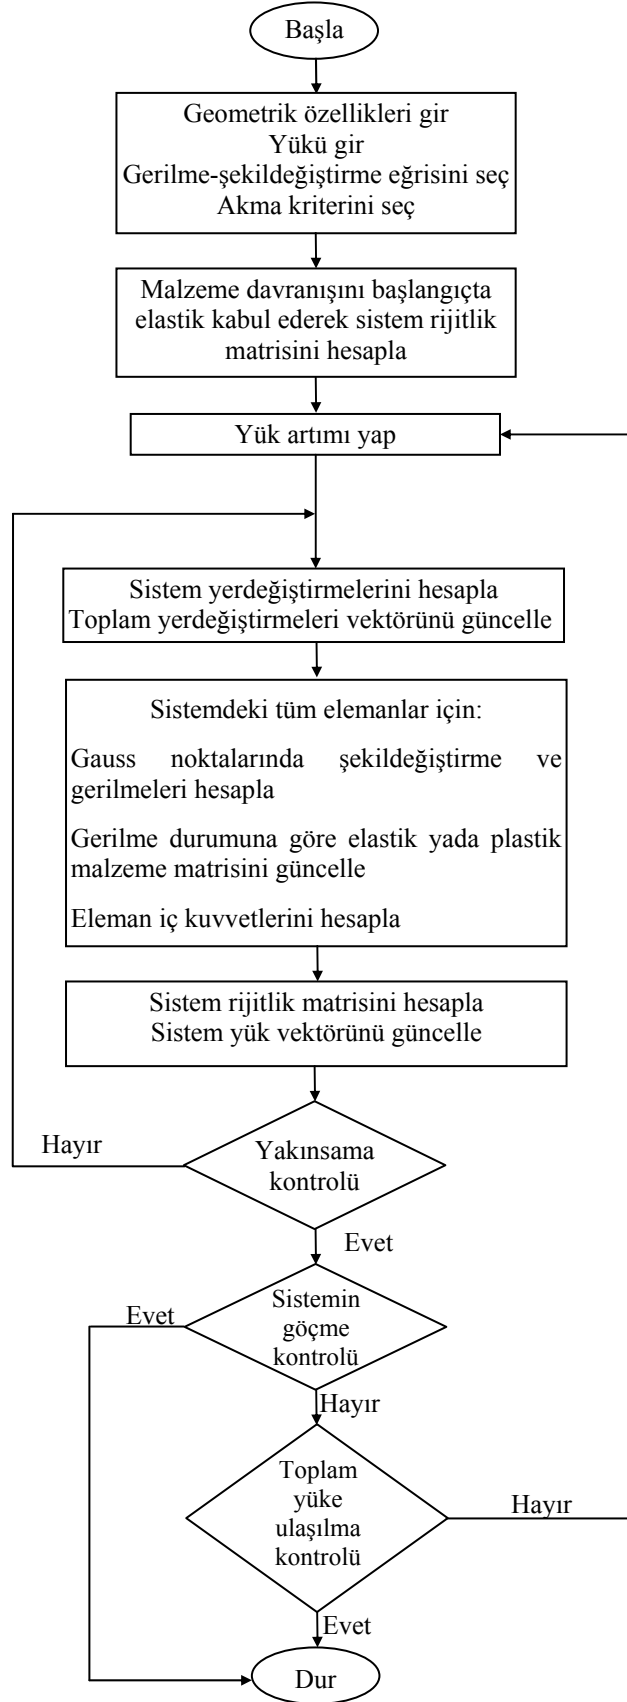 Başla
Geometrik özellikleri gir
Yükü gir
Gerilme-şekildeğiştirme eğrisini seç
Akma kriterini seç
Malzeme davranışını başlangıçta
elastik kabul ederek sistem rijitlik
matrisini hesapla
Yük artımı yap
Sistem yerdeğiştirmelerini hesapla
Toplam yerdeğiştirmeleri vektörünü güncelle
Sistemdeki tüm elemanlar için:
Gauss noktalarında şekildeğiştirme ve
gerilmeleri hesapla
Gerilme durumuna göre elastik yada plastik
malzeme matrisini güncelle
Eleman iç kuvvetlerini hesapla
Sistem rijitlik matrisini hesapla
Sistem yük vektörünü güncelle
Hayır
Yakınsama
kontrolü
Evet
Evet
Sistemin
göçme
kontrolü
Hayır
Toplam
yüke
ulaşılma
kontrolü
Hayır
Evet
Dur